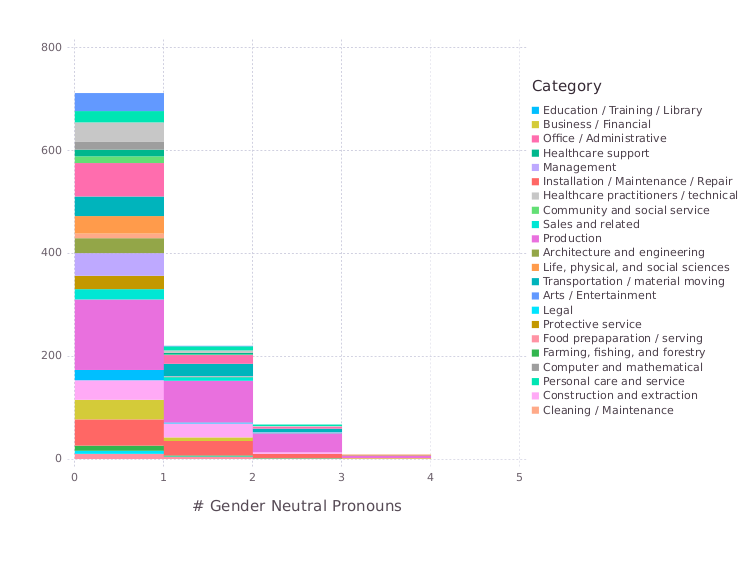 800
600
400
200
0
0 1 2 3 4 5
# Gender Neutral Pronouns
Category
Education / Training / Library
Business / Financial
Office / Administrative
Healthcare support
Management
Installation / Maintenance / Repair
Healthcare practitioners / technical
Community and social service
Sales and related
Production
Architecture and engineering
Life, physical, and social sciences
Transportation / material moving
Arts / Entertainment
Legal
Protective service
Food prepaparation / serving
Farming, fishing, and forestry
Computer and mathematical
Personal care and service
Construction and extraction
Cleaning / Maintenance